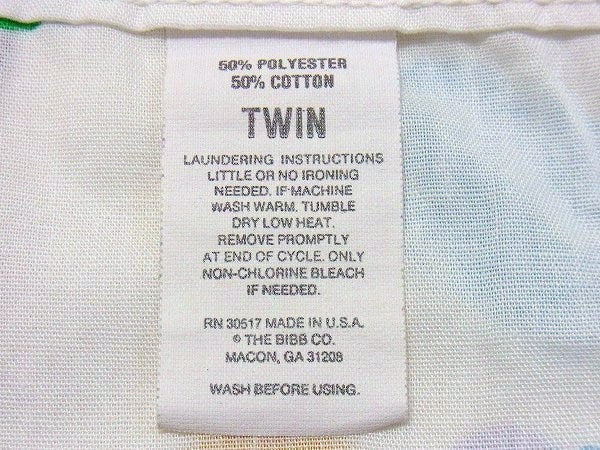 50% POLYESTER
50% COTTON
TWIN
LAUNDERING INSTRUCTIONS
LITTLE OR NO IRONING
NEEDED. IF MACHINE
WASH WARM. TUMBLE
DRY LOW HEAT.
REMOVE PROMPTLY
AT END OF CYCLE. ONLY
NON-CHLORINE BLEACH
IF NEEDED.
RN 30517 MADE IN U.S.A.
© THE BIBB CO.
MACON, GA 31208
WASH BEFORE USING.